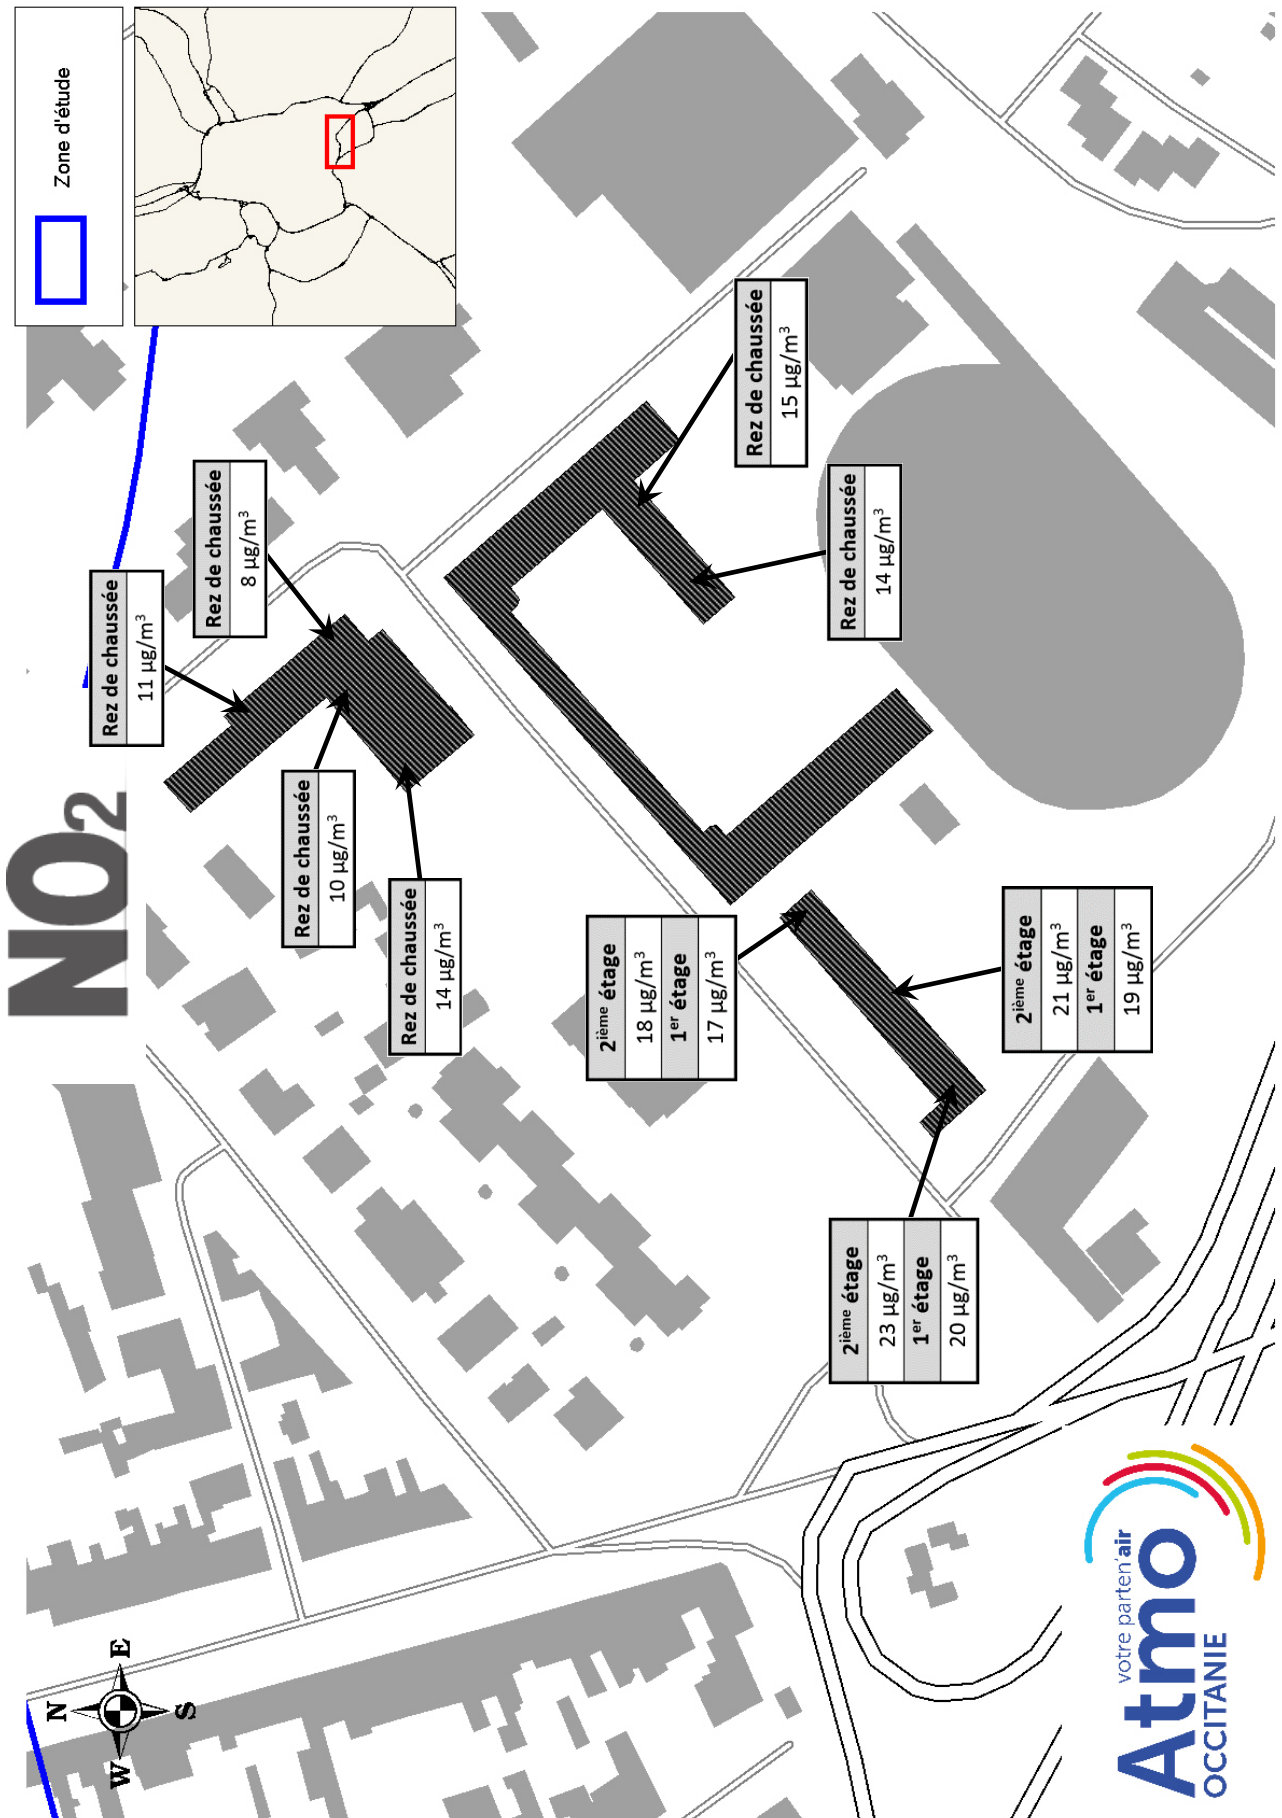 NO₂
Zone d'étude
N
W E
S
Rez de chaussée
11 µg/m³
Rez de chaussée
8 µg/m³
Rez de chaussée
10 µg/m³
Rez de chaussée
14 µg/m³
2ième étage
18 µg/m³
1er étage
17 µg/m³
Rez de chaussée
15 µg/m³
Rez de chaussée
14 µg/m³
2ième étage
23 µg/m³
1er étage
20 µg/m³
2ième étage
21 µg/m³
1er étage
19 µg/m³
votre parten'air
Atmo
OCCITANIE